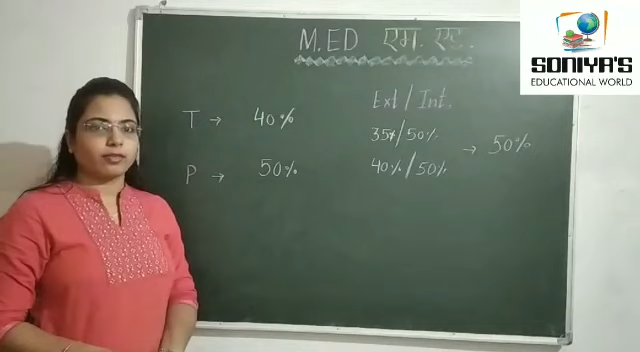 M.ED एम. एड.
SONIYA'S
EDUCATIONAL WORLD
Ext / Int.
T → 40%
35% / 50%
→ 50%
P → 50%
40% / 50%